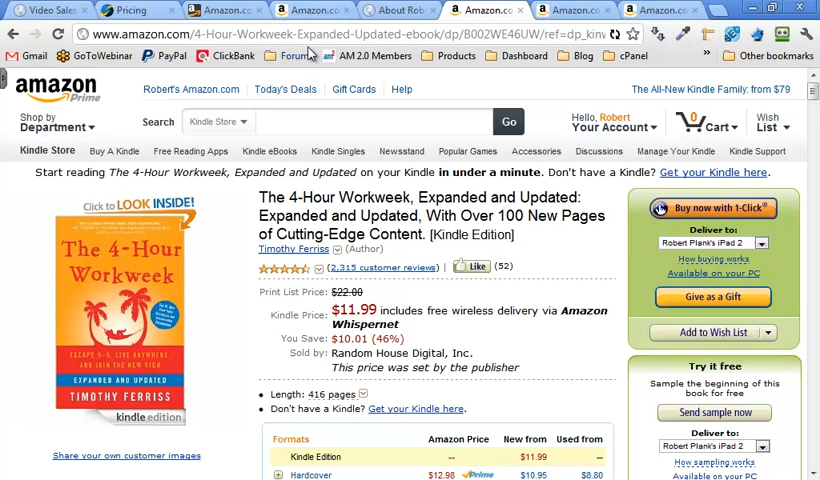 Video Sales
Pricing
Amazon.co
Amazon.co
About Rob
Amazon.co
Amazon.co
Amazon.co
www.amazon.com/4-Hour-Workweek-Expanded-Updated-ebook/dp/B002WE46UW/ref=dp_kinw
Gmail
GoToWebinar
PayPal
ClickBank
Forum
AM 2.0 Members
Products
Dashboard
Blog
cPanel
»
Other bookmarks
amazon
Prime
Robert's Amazon.com
Today's Deals
Gift Cards
Help
The All-New Kindle Family: from $79
Shop by
Department
Search
Kindle Store
Go
Hello, Robert
Your Account
0
Cart
Wish
List
Kindle Store
Buy A Kindle
Free Reading Apps
Kindle eBooks
Kindle Singles
Newsstand
Popular Games
Accessories
Discussions
Manage Your Kindle
Kindle Support
Start reading The 4-Hour Workweek, Expanded and Updated on your Kindle in under a minute. Don't have a Kindle? Get your Kindle here.
Click to LOOK INSIDE!
The 4-Hour
Workweek
ESCAPE 9-5, LIVE ANYWHERE,
AND JOIN THE NEW RICH
EXPANDED AND UPDATED
TIMOTHY FERRISS
kindle edition
Share your own customer images
The 4-Hour Workweek, Expanded and Updated:
Expanded and Updated, With Over 100 New Pages
of Cutting-Edge Content. [Kindle Edition]
Timothy Ferriss (Author)
(2,315 customer reviews) | Like (52)
Print List Price: $22.00
Kindle Price: $11.99 includes free wireless delivery via Amazon
Whispernet
You Save: $10.01 (46%)
Sold by: Random House Digital, Inc.
This price was set by the publisher
• Length: 416 pages
• Don't have a Kindle? Get your Kindle here.
Formats Amazon Price New from Used from
Kindle Edition -- $11.99 --
Hardcover $12.98 Prime $10.95 $8.80
Buy now with 1-Click®
Deliver to:
Robert Plank's iPad 2
How buying works
Available on your PC
Give as a Gift
Add to Wish List
Try it free
Sample the beginning of this
book for free
Send sample now
Deliver to:
Robert Plank's iPad 2
How sampling works
Available on your PC